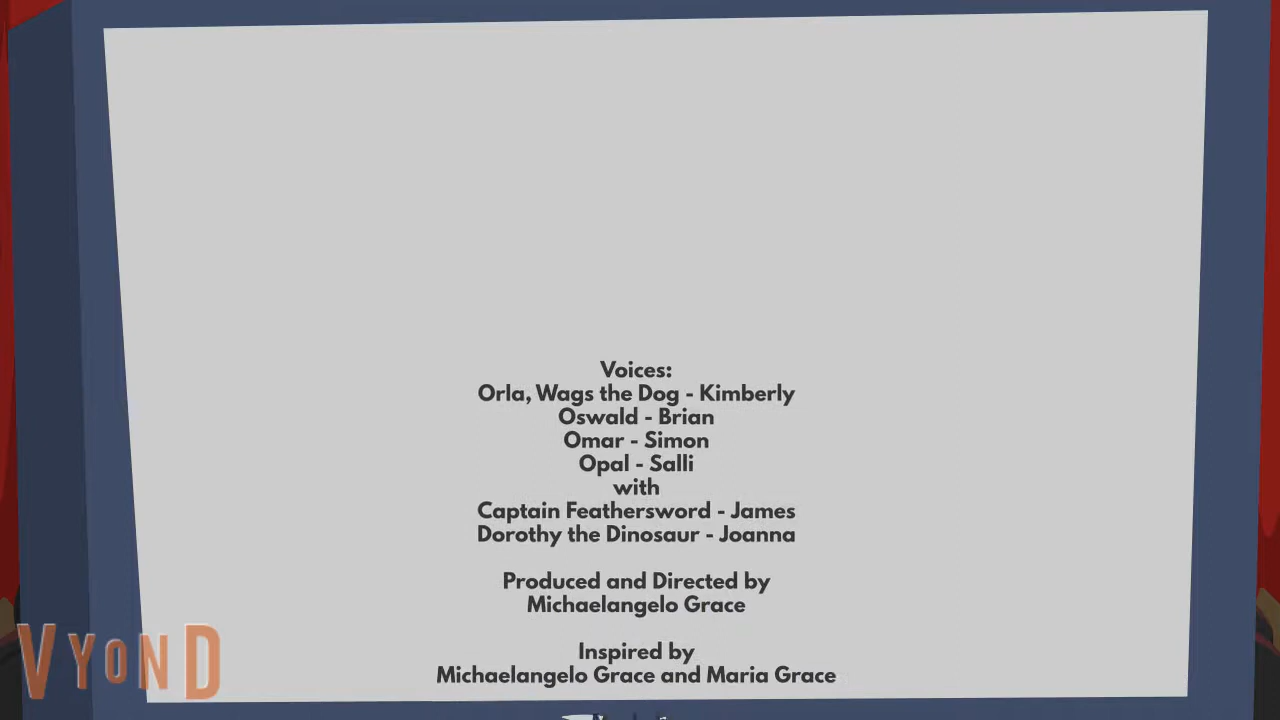 Voices:
Orla, Wags the Dog - Kimberly
Oswald - Brian
Omar - Simon
Opal - Salli
with
Captain Feathersword - James
Dorothy the Dinosaur - Joanna
Produced and Directed by
Michaelangelo Grace
Inspired by
Michaelangelo Grace and Maria Grace
VYOND